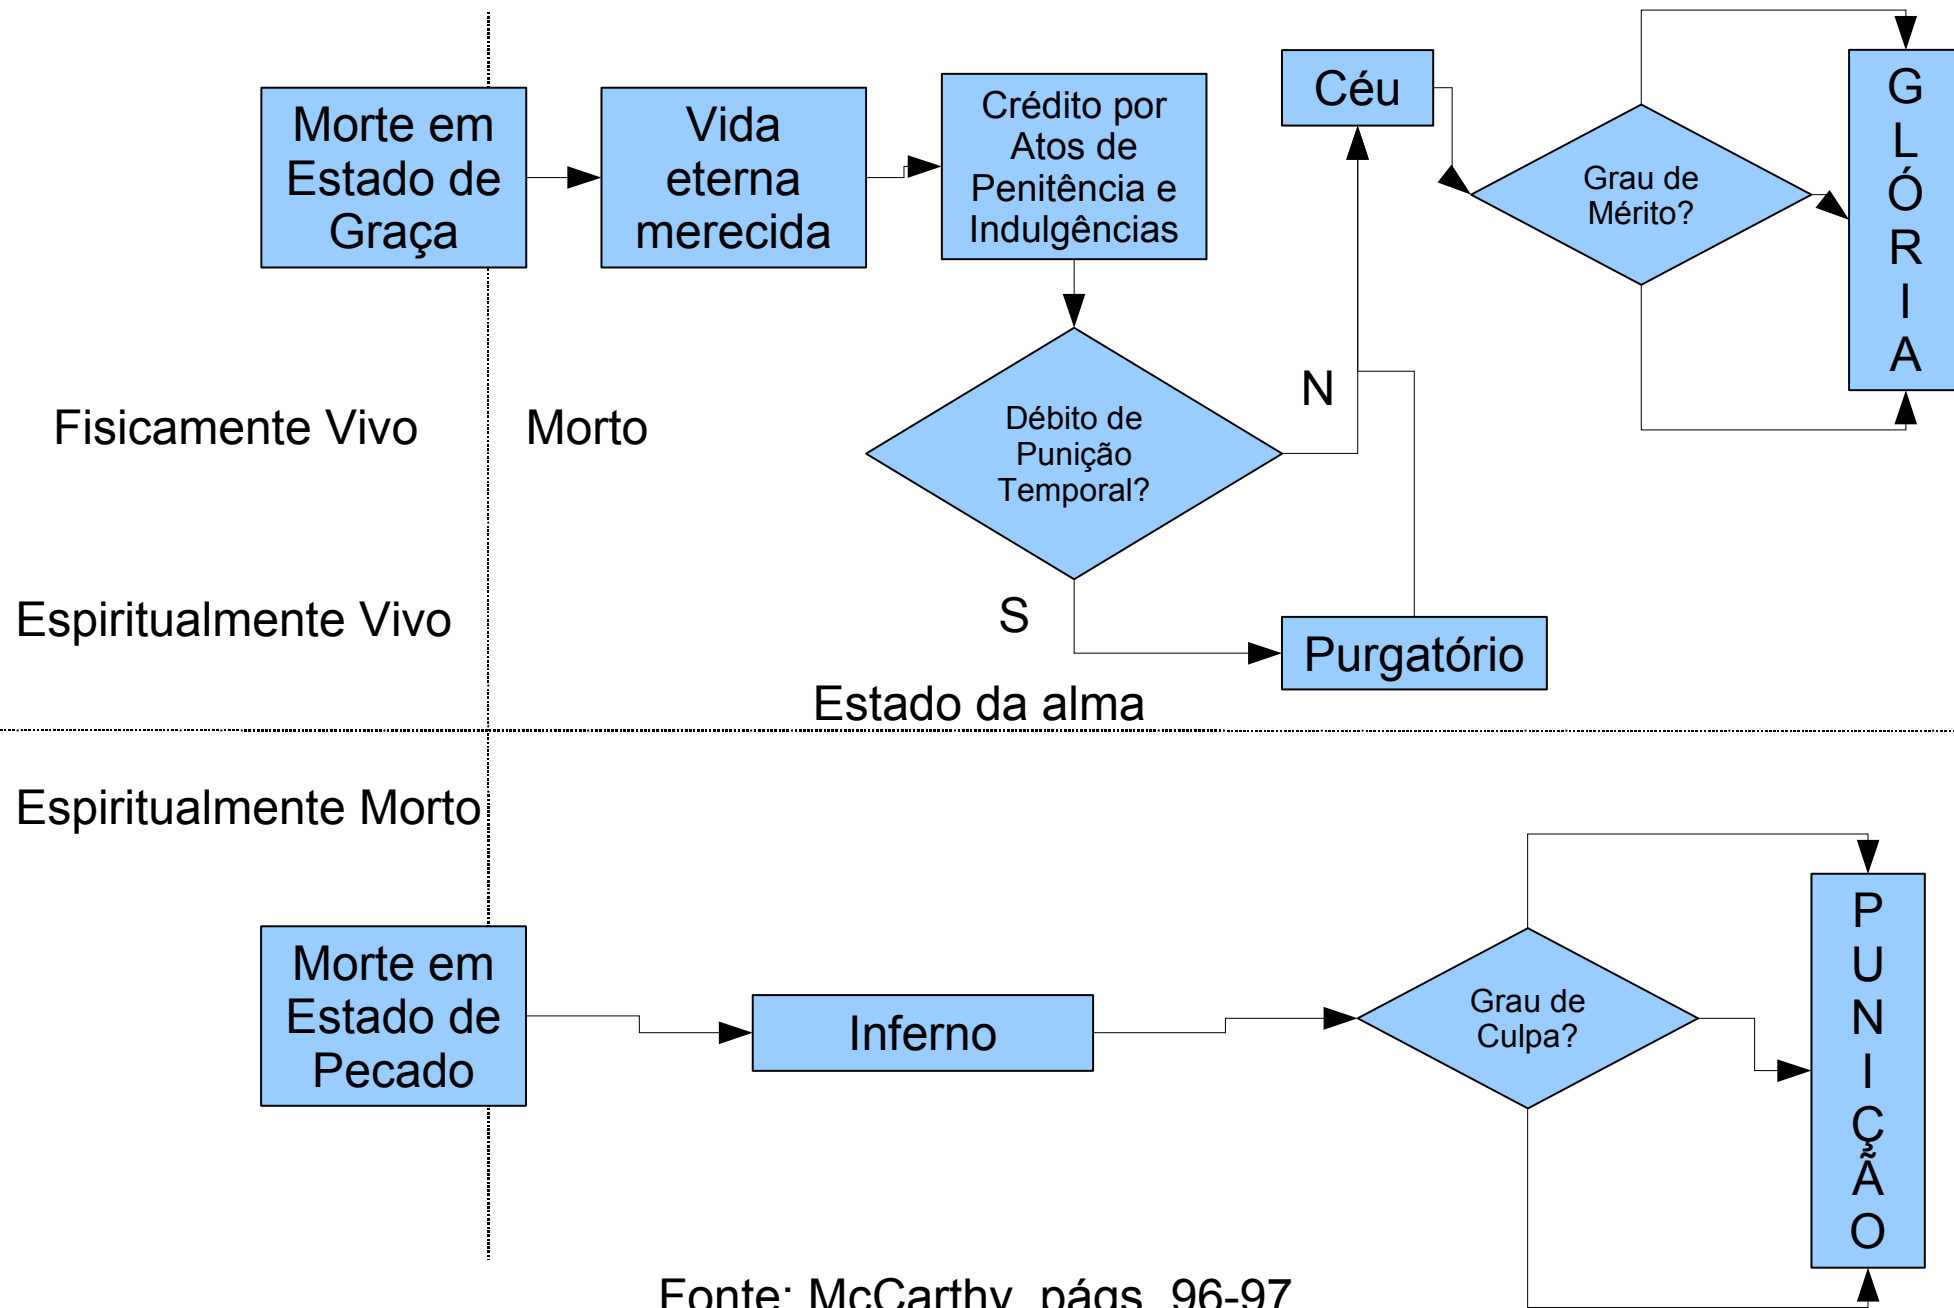 Morte em
Estado de
Graça
Vida
eterna
merecida
Crédito por
Atos de
Penitência e
Indulgências
Céu
Grau de
Mérito?
G
L
Ó
R
I
A
Fisicamente Vivo
Morto
Débito de
Punição
Temporal?
N
Espiritualmente Vivo
S
Purgatório
Estado da alma
Espiritualmente Morto
Morte em
Estado de
Pecado
Inferno
Grau de
Culpa?
P
U
N
I
Ç
Ã
O
Fonte: McCarthy, págs. 96-97